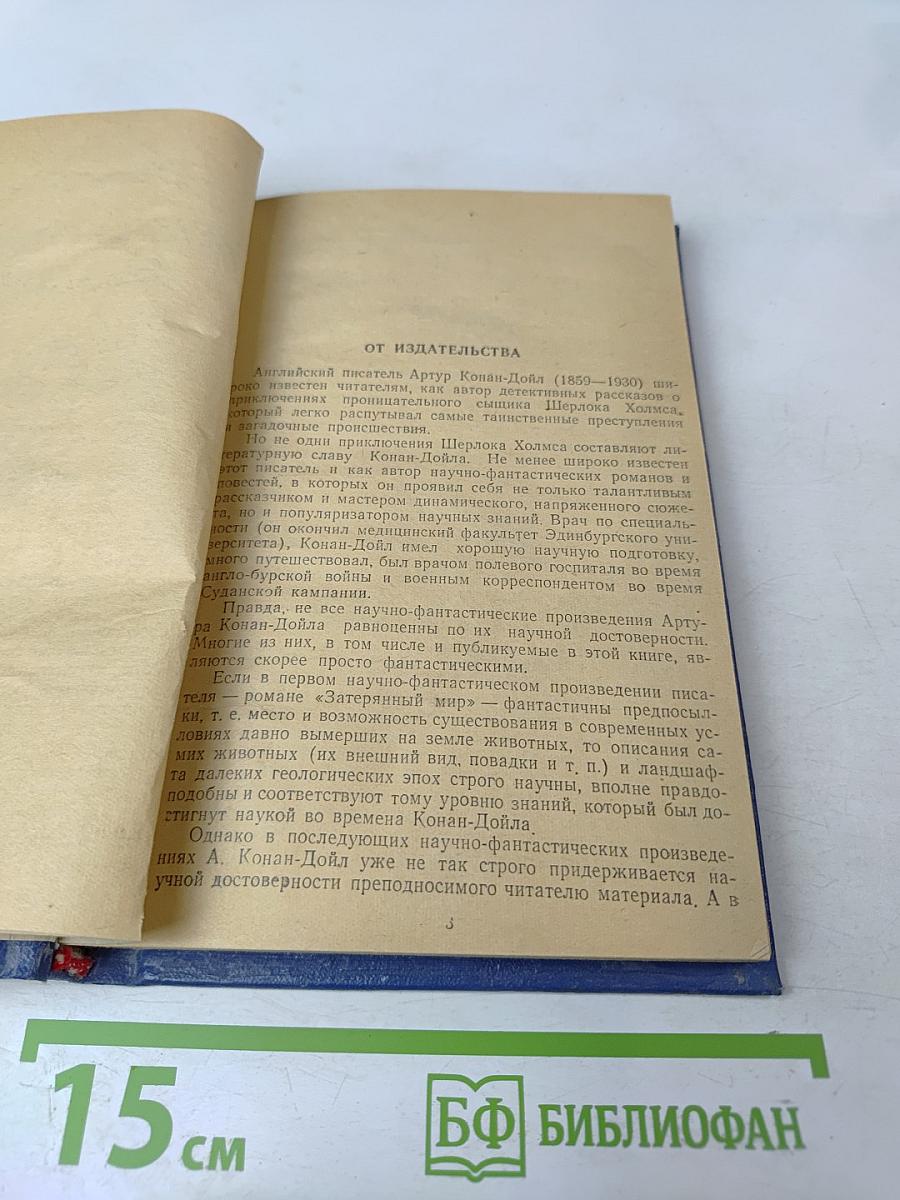 ОТ ИЗДАТЕЛЬСТВА
Английский писатель Артур Конан-Дойл (1859—1930) ши-
роко известен читателям, как автор детективных рассказов о
приключениях проницательного сыщика Шерлока Холмса,
который легко распутывал самые таинственные преступления
и загадочные происшествия.
Но не одни приключения Шерлока Холмса составляют ли-
тературную славу Конан-Дойла. Не менее широко известен
этот писатель и как автор научно-фантастических романов и
повестей, в которых он проявил себя не только талантливым
рассказчиком и мастером динамического, напряженного сюже-
та, но и популяризатором научных знаний. Врач по специаль-
ности (он окончил медицинский факультет Эдинбургского уни-
верситета), Конан-Дойл имел хорошую научную подготовку,
много путешествовал, был врачом полевого госпиталя во время
англо-бурской войны и военным корреспондентом во время
Суданской кампании.
Правда, не все научно-фантастические произведения Арту-
ра Конан-Дойла равноценны по их научной достоверности.
Многие из них, в том числе и публикуемые в этой книге, яв-
ляются скорее просто фантастическими.
Если в первом научно-фантастическом произведении писа-
теля — романе «Затерянный мир» — фантастичны предпосыл-
ки, т. е. место и возможность существования в современных ус-
ловиях давно вымерших на земле животных, то описания са-
мих животных (их внешний вид, повадки и т. п.) и ландшаф-
та далеких геологических эпох строго научны, вполне правдо-
подобны и соответствуют тому уровню знаний, который был до-
стигнут наукой во времена Конан-Дойла.
Однако в последующих научно-фантастических произведе-
ниях А. Конан-Дойл уже не так строго придерживается на-
учной достоверности преподносимого читателю материала. А в
3
15 см
БФ БИБЛИОФАН